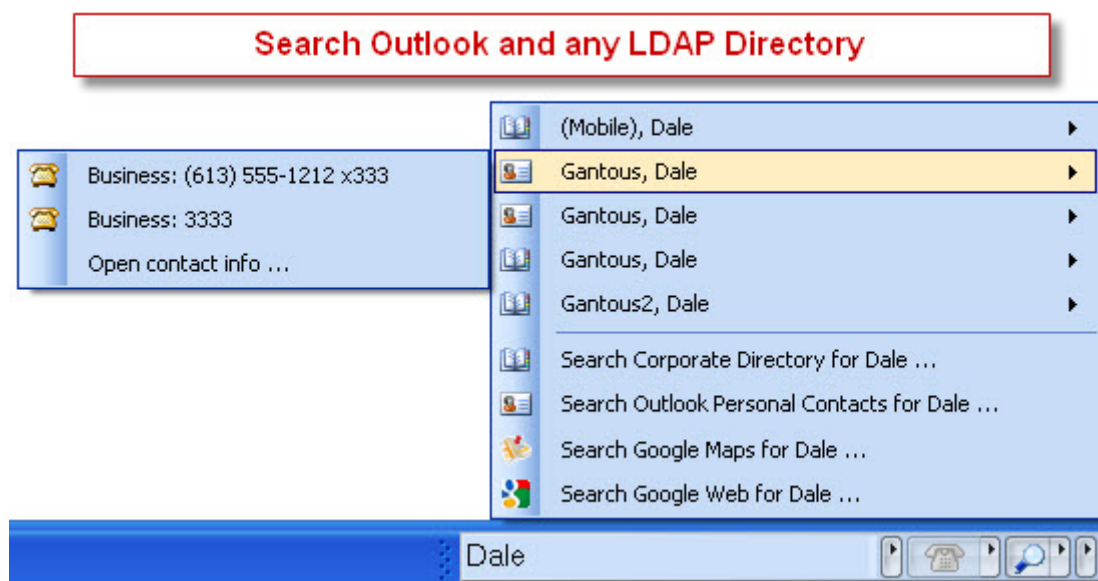 Search Outlook and any LDAP Directory
Business: (613) 555-1212 x333
Business: 3333
Open contact info ...
(Mobile), Dale
Gantous, Dale
Gantous, Dale
Gantous, Dale
Gantous2, Dale
Search Corporate Directory for Dale ...
Search Outlook Personal Contacts for Dale ...
Search Google Maps for Dale ...
Search Google Web for Dale ...
Dale